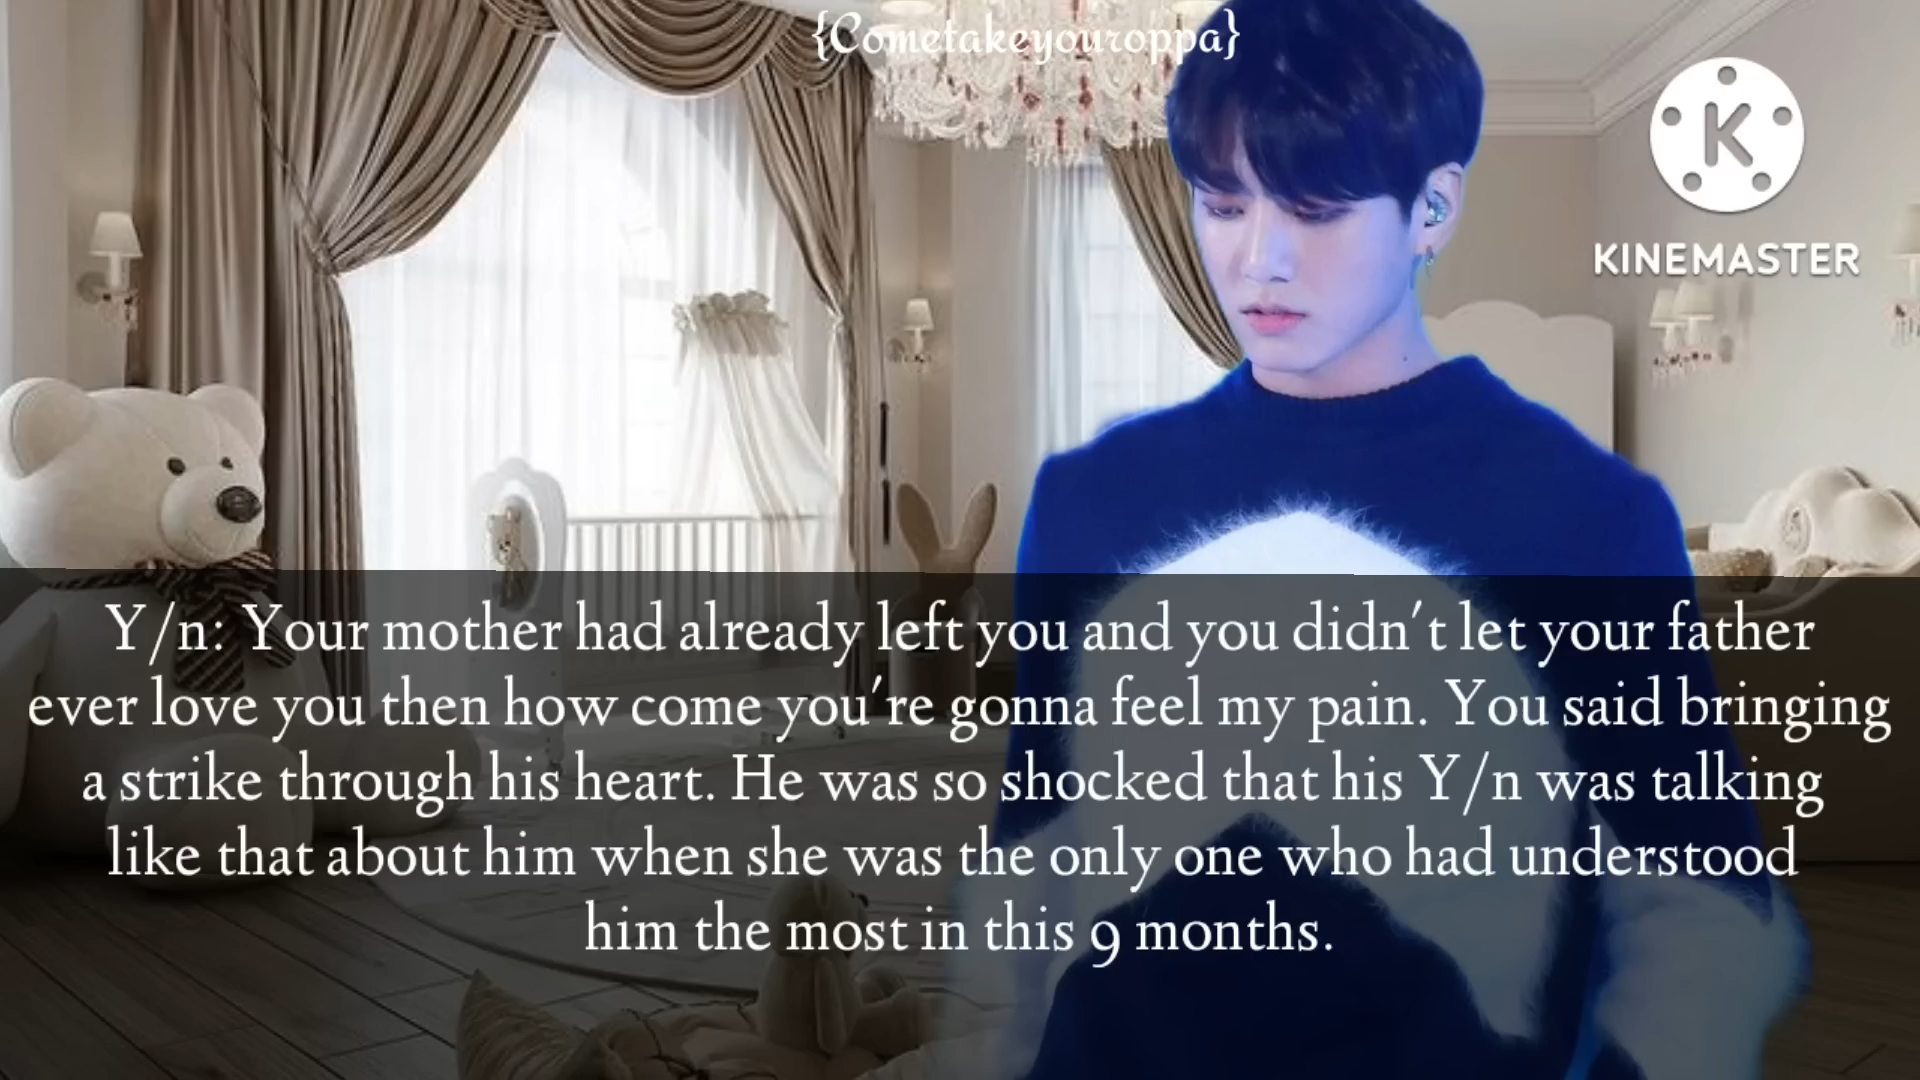 {Cometakeyouroppa}
KINEMASTER
Y/n: Your mother had already left you and you didn't let your father
ever love you then how come you're gonna feel my pain. You said bringing
a strike through his heart. He was so shocked that his Y/n was talking
like that about him when she was the only one who had understood
him the most in this 9 months.